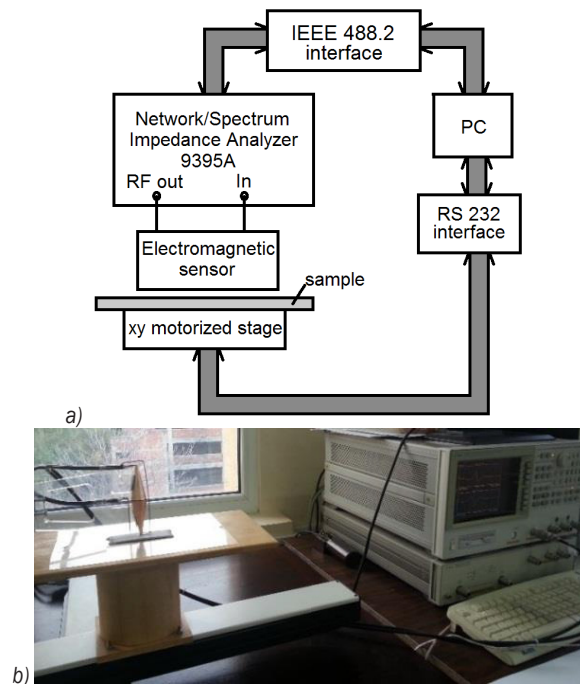 IEEE 488.2
interface
Network/Spectrum
Impedance Analyzer
9395A
RF out
In
PC
RS 232
interface
Electromagnetic
sensor
sample
xy motorized stage
a)
b)